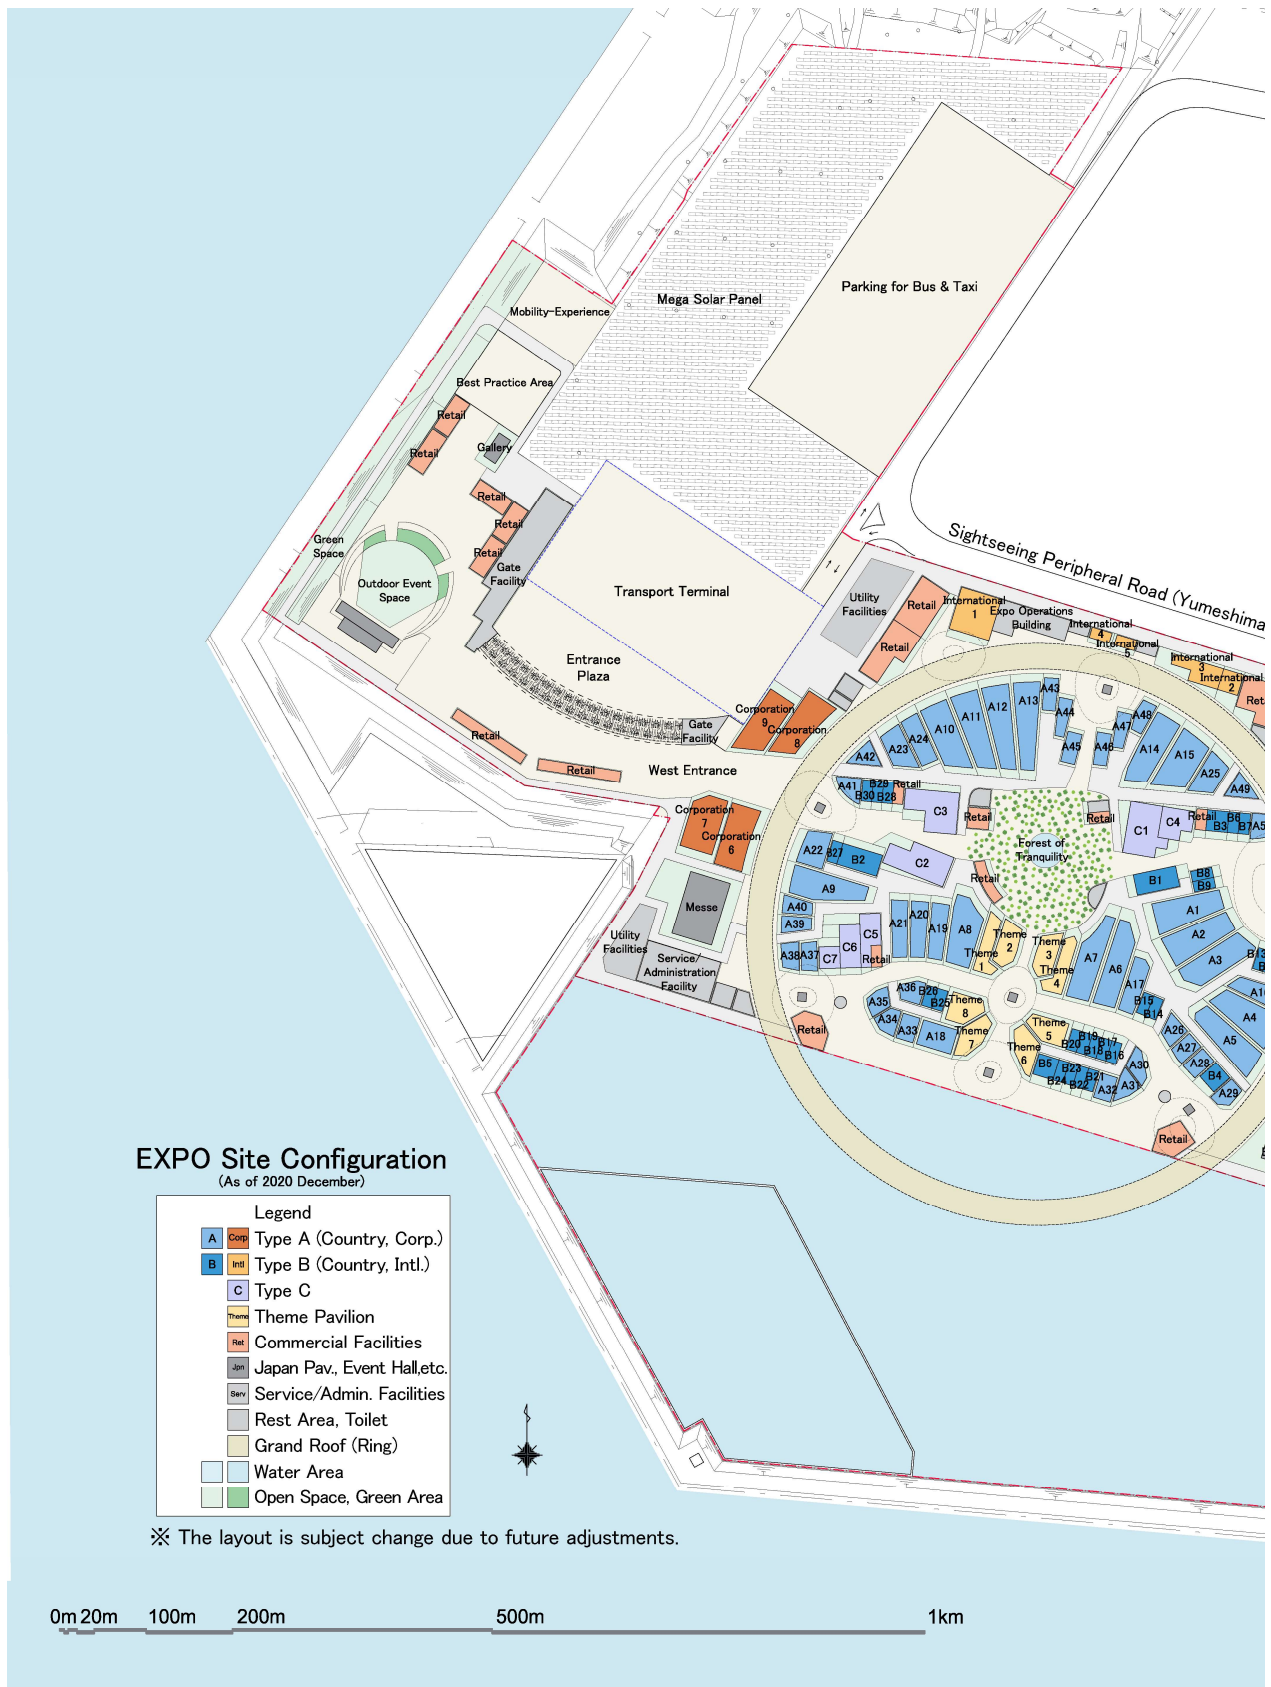 Mobility-Experience
Mega Solar Panel
Parking for Bus & Taxi
Best Practice Area
Retail
Retail
Gallery
Retail
Retail
Retail
Gate
Facility
Green
Space
Outdoor Event
Space
Transport Terminal
Entrance
Plaza
Gate
Facility
Retail
Retail
West Entrance
Sightseeing Peripheral Road (Yumeshima
Utility
Facilities
Retail
Retail
International
1
Expo Operations
Building
International
4
International
5
International
3
International
2
Corporation
9
Corporation
8
Corporation
7
Corporation
6
Messe
Utility
Facilities
Service/
Administration
Facility
A43
A44
A13
A12
A11
A10
A24
A23
A42
A45
A46
A47
A48
A14
A15
A25
A49
A41
B29
B30
B28
Retail
C3
Retail
Retail
C1
C4
Retail
B6
B3
B7
Forest of
Tranquility
A22
B27
B2
C2
Retail
B1
B8
B9
A9
A40
A39
A38
A37
C5
C6
C7
Retail
A21
A20
A19
A8
Theme
1
Theme
2
Theme
3
Theme
4
A7
A6
A17
B15
B14
A1
A2
A3
B13
A4
A5
A36
A35
A34
A33
A18
B26
B25
Theme
8
Theme
7
Theme
5
Theme
6
B19
B17
B20
B18
B16
B5
B23
B21
B24
B22
A30
A31
A32
A26
A27
A28
B4
A29
Retail
Retail
EXPO Site Configuration
(As of 2020 December)
Legend
A Corp Type A (Country, Corp.)
B Intl Type B (Country, Intl.)
C Type C
Theme Theme Pavilion
Ret Commercial Facilities
Jpn Japan Pav., Event Hall,etc.
Serv Service/Admin. Facilities
Rest Area, Toilet
Grand Roof (Ring)
Water Area
Open Space, Green Area
※ The layout is subject change due to future adjustments.
0m 20m 100m 200m 500m 1km